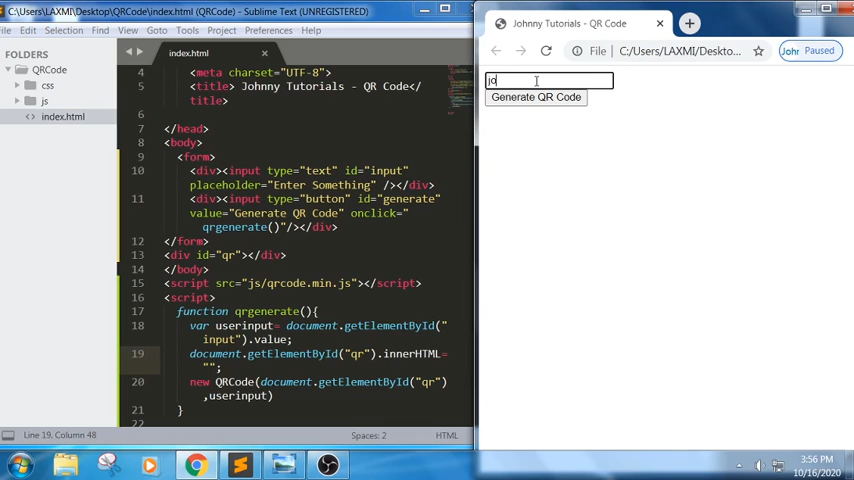 C:\Users\LAXMI\Desktop\QRCode\index.html (QRCode) - Sublime Text (UNREGISTERED)
File Edit Selection Find View Goto Tools Project Preferences Help
FOLDERS
QRCode
css
js
index.html
index.html
4 <meta charset="UTF-8">
5 <title> Johnny Tutorials - QR Code</
title>
6
7 </head>
8 <body>
9 <form>
10 <div><input type="text" id="input"
placeholder="Enter Something" /></div>
11 <div><input type="button" id="generate"
value="Generate QR Code" onclick="
qrgenerate()"/></div>
12 </form>
13 <div id="qr"></div>
14 </body>
15 <script src="js/qrcode.min.js"></script>
16 <script>
17 function qrgenerate(){
18 var userinput= document.getElementById("
input").value;
19 document.getElementById("qr").innerHTML=
"";
20 new QRCode(document.getElementById("qr")
,userinput)
21 }
22
Line 19, Column 48
Spaces: 2
HTML
Johnny Tutorials - QR Code
File
C:/Users/LAXMI/Deskto...
Paused
jo
Generate QR Code
3:56 PM
10/16/2020